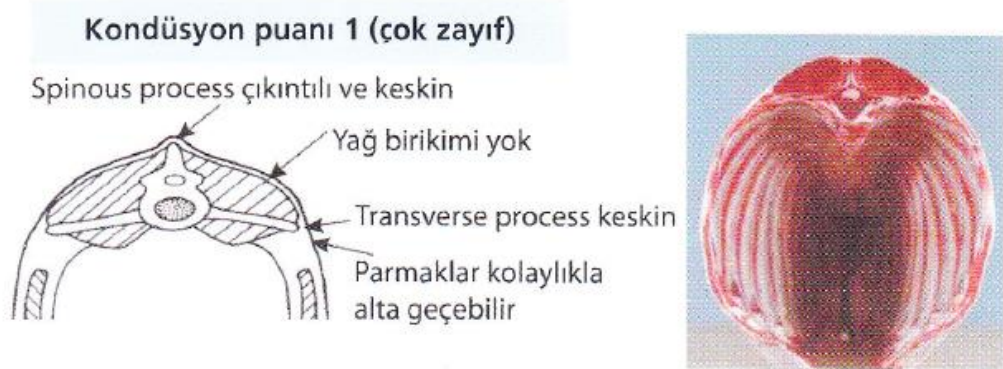 Kondüsyon puanı 1 (çok zayıf)
Spinous process çıkıntılı ve keskin
Yağ birikimi yok
Transverse process keskin
Parmaklar kolaylıkla
alta geçebilir